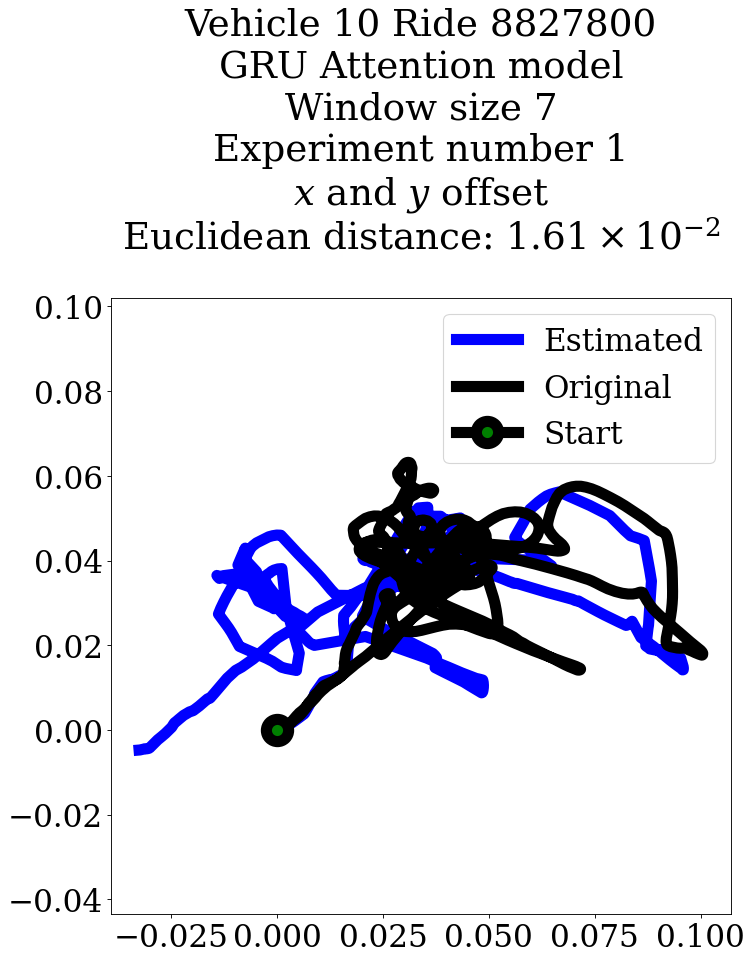 Vehicle 10 Ride 8827800
GRU Attention model
Window size 7
Experiment number 1
x and y offset
Euclidean distance: 1.61 × 10⁻²
Estimated
Original
Start
0.10
0.08
0.06
0.04
0.02
0.00
−0.02
−0.04
−0.025 0.000 0.025 0.050 0.075 0.100